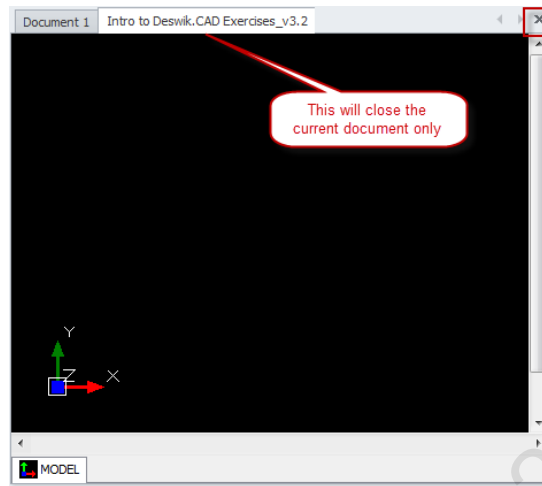 Document 1 Intro to Deswik.CAD Exercises_v3.2
This will close the
current document only
Y
Z X
MODEL